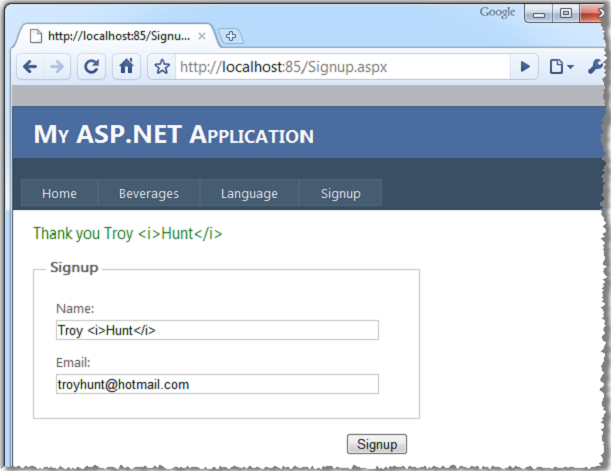 Google
http://localhost:85/Signu...
http://localhost:85/Signup.aspx
My ASP.NET Application
Home Beverages Language Signup
Thank you Troy <i>Hunt</i>
Signup
Name:
Troy <i>Hunt</i>
Email:
troyhunt@hotmail.com
Signup